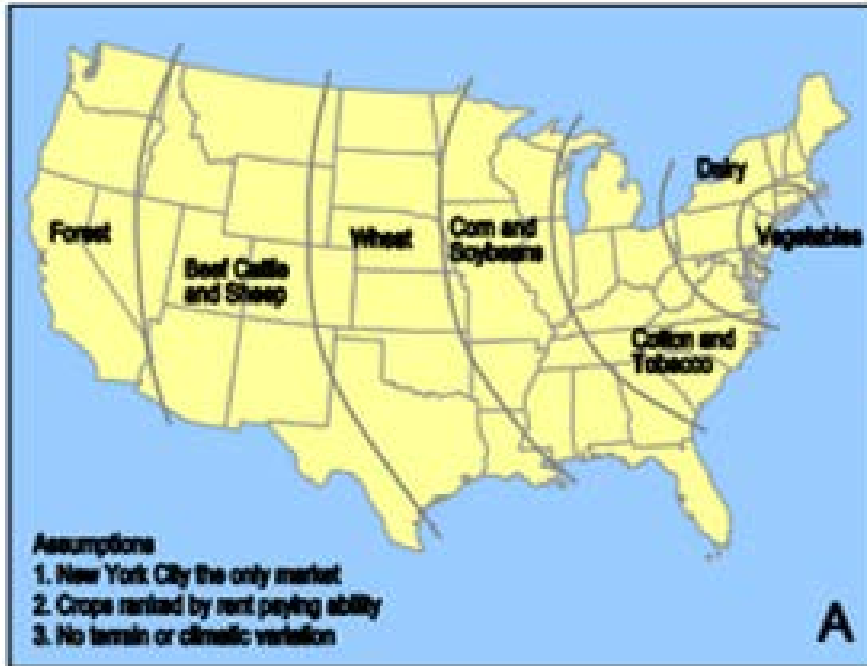 Dairy
Forest
Wheat
Corn and
Soybeans
Vegetables
Beef Cattle
and Sheep
Cotton and
Tobacco
Assumptions
1. New York City the only market
2. Crops ranked by rent paying ability
3. No terrain or climatic variation
A